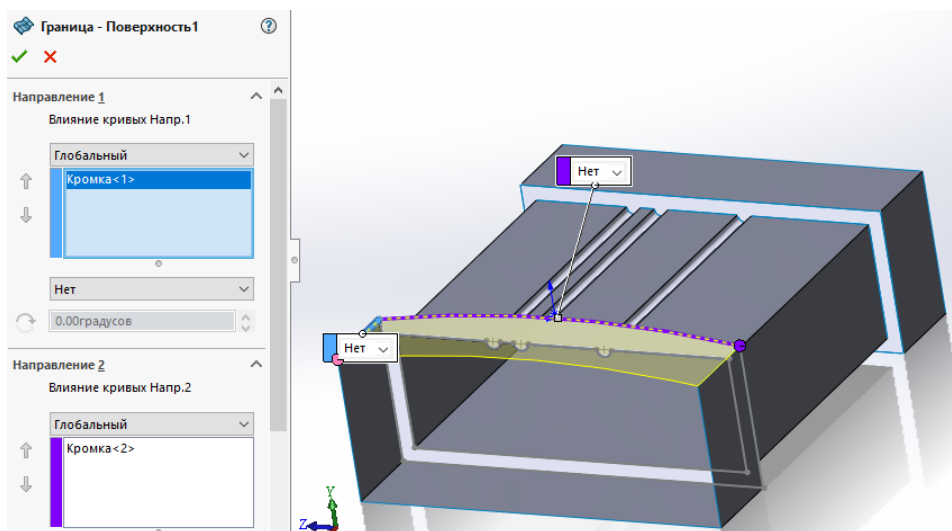 Граница - Поверхность1
Направление 1
Влияние кривых Напр.1
Глобальный
Кромка<1>
Нет
0.00градусов
Направление 2
Влияние кривых Напр.2
Глобальный
Кромка<2>
Нет
Нет
Y
Z